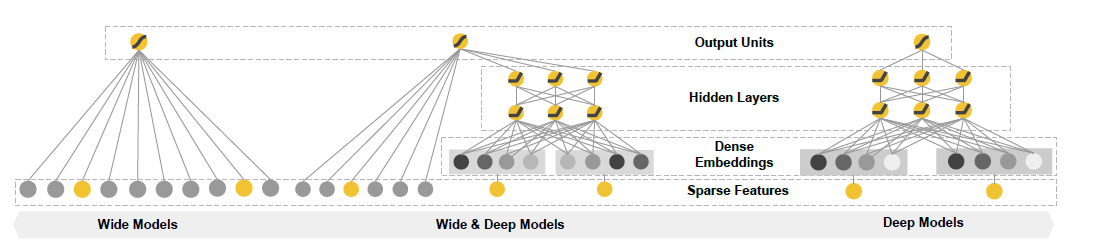 Output Units
Hidden Layers
Dense
Embeddings
Sparse Features
Wide Models
Wide & Deep Models
Deep Models